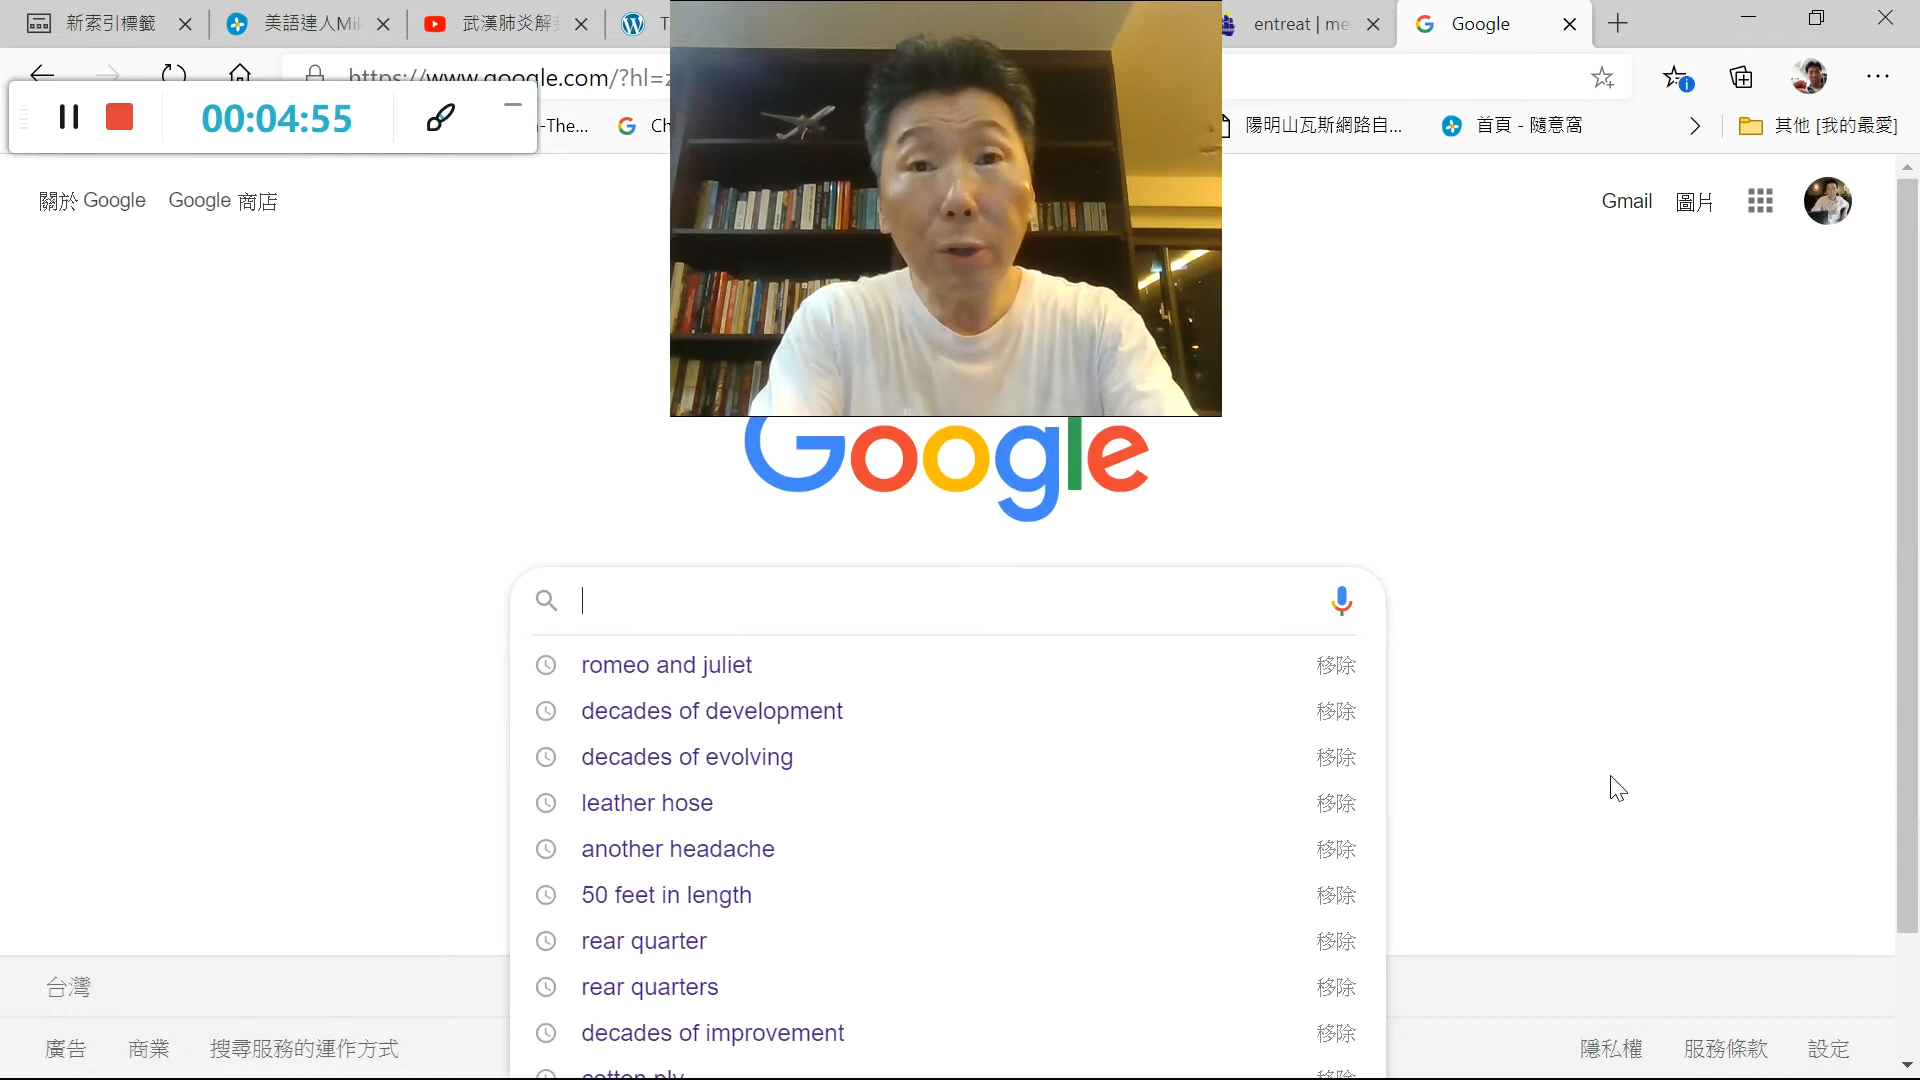 新索引標籤
美語達人Mi
武漢肺炎解
entreat | me
Google
https://www.google.com/?hl=z
00:04:55
-The...
陽明山瓦斯網路自...
首頁 - 隨意窩
其他 [我的最愛]
關於 Google
Google 商店
Gmail
圖片
Google
romeo and juliet 移除
decades of development 移除
decades of evolving 移除
leather hose 移除
another headache 移除
50 feet in length 移除
rear quarter 移除
rear quarters 移除
decades of improvement 移除
台灣
廣告
商業
搜尋服務的運作方式
隱私權
服務條款
設定